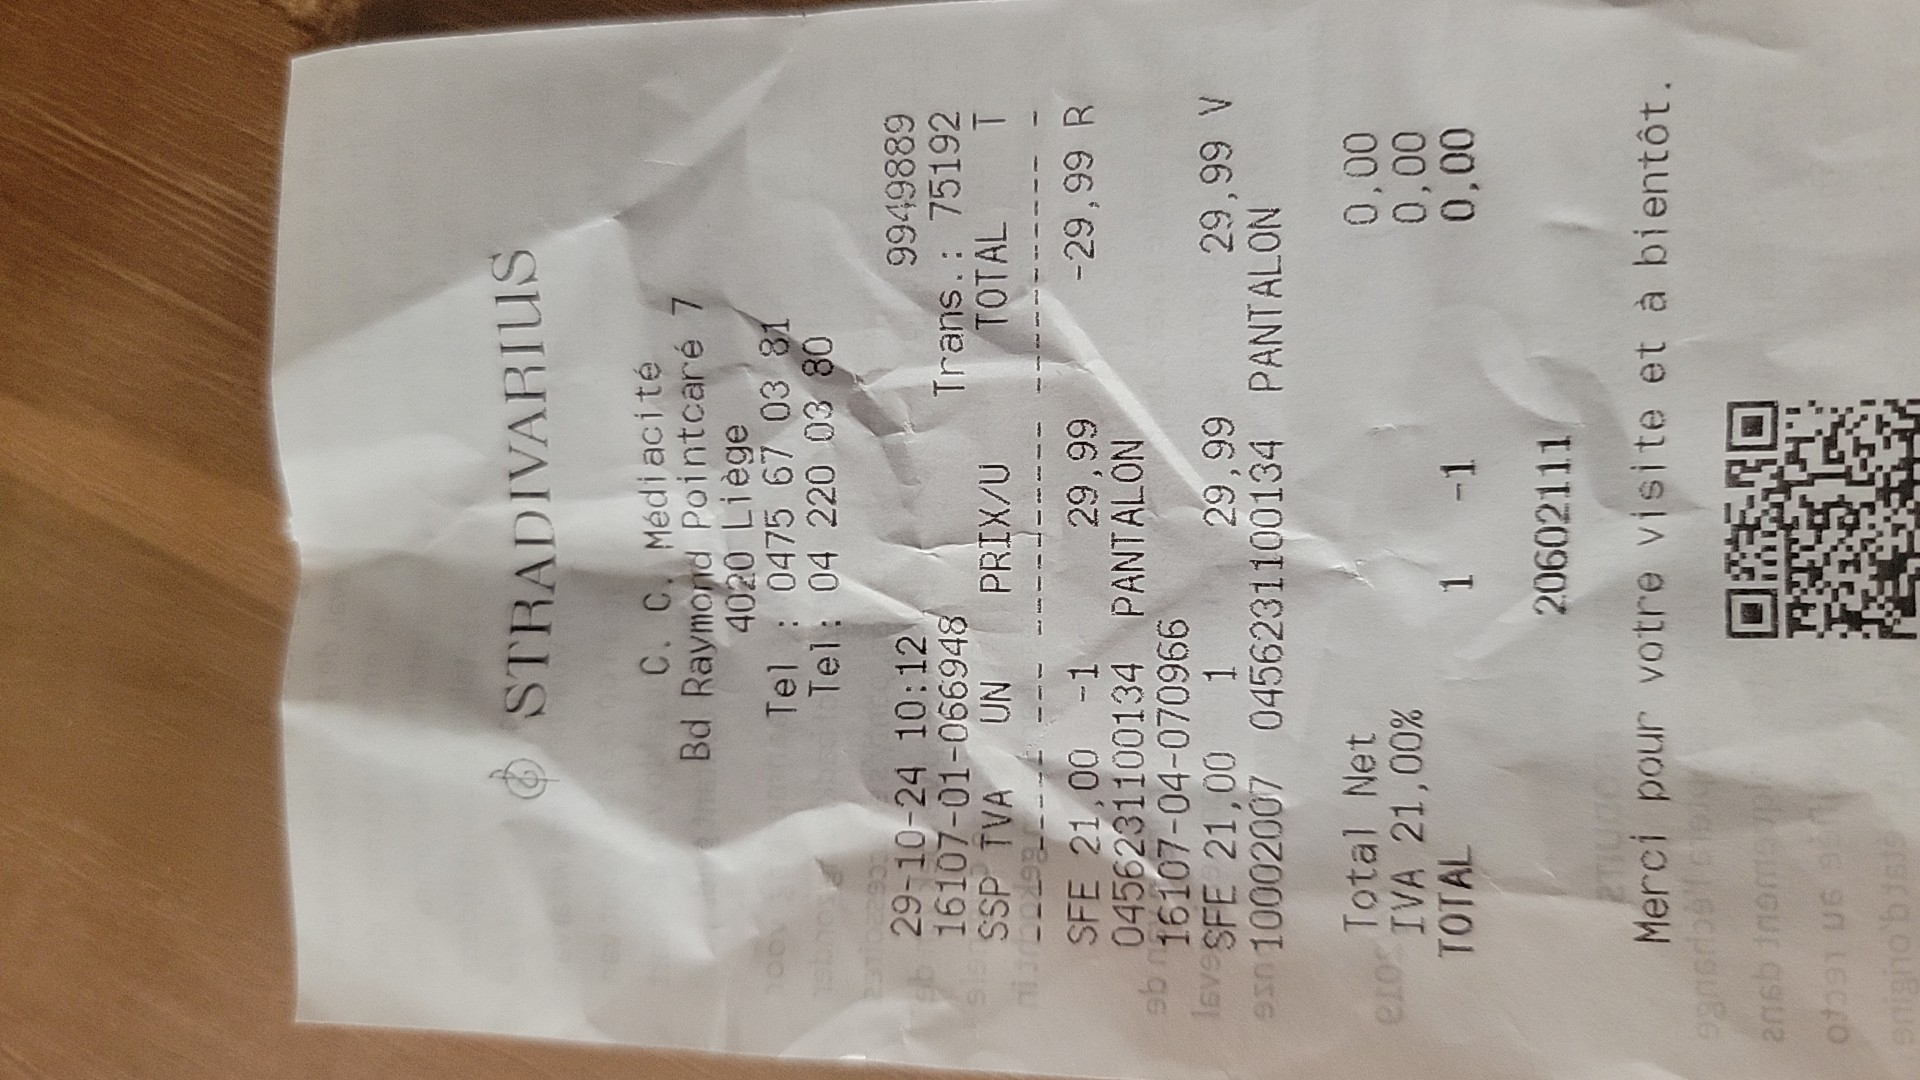 STRADIVARIUS
C. C. Médiacité
Bd Raymond Pointcaré 7
4020 Liège
Tel : 0475 67 03 81
Tel: 04 220 03 80
29-10-24 10:12 9949889
16107-01-066948 Trans.: 75192
SSP TVA UN PRIX/U TOTAL T
SFE 21,00 -1 29,99 -29,99 R
0456231100134 PANTALON
16107-04-070966
SFE 21,00 1 29,99 29,99 V
10002007 0456231100134 PANTALON
Total Net 0,00
IVA 21,00% 0,00
TOTAL 1 -1 0,00
20602111
Merci pour votre visite et à bientôt.